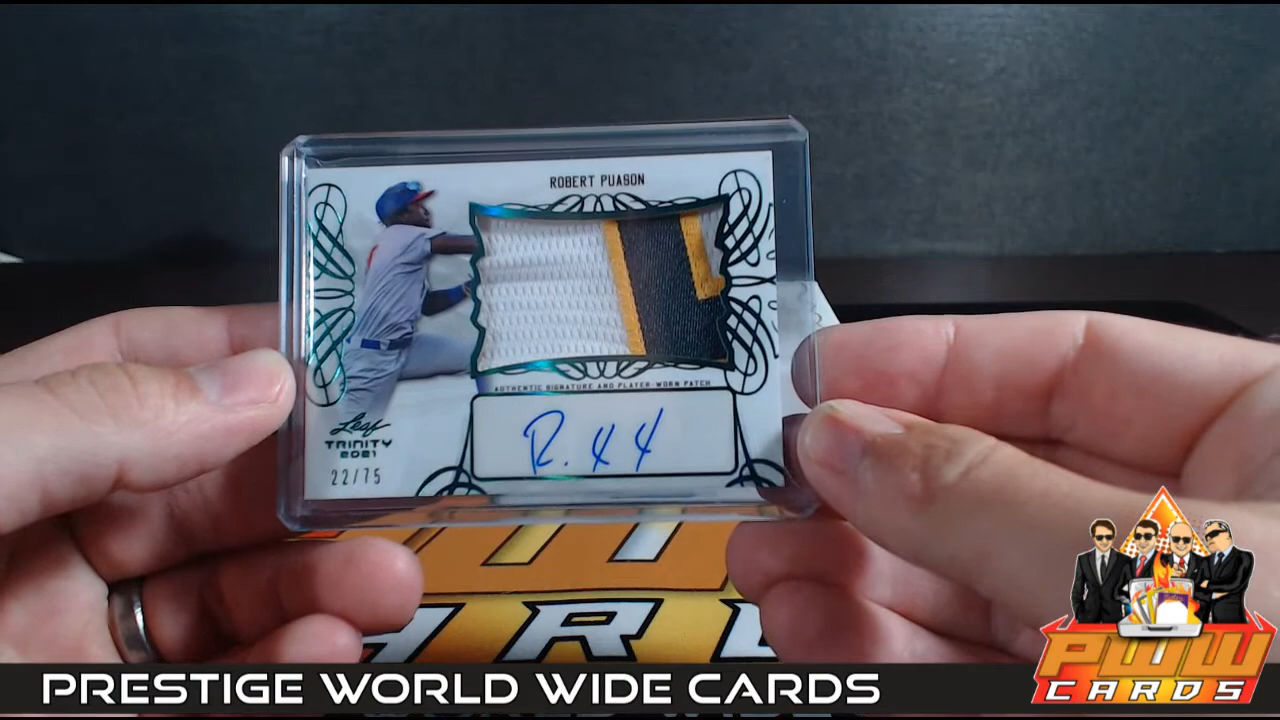 ROBERT PUASON
AUTHENTIC SIGNATURE AND PLAYER-WORN PATCH
R. 44
Leaf
TRINITY
2021
22/75
PWW
CARDS
PRESTIGE WORLD WIDE CARDS